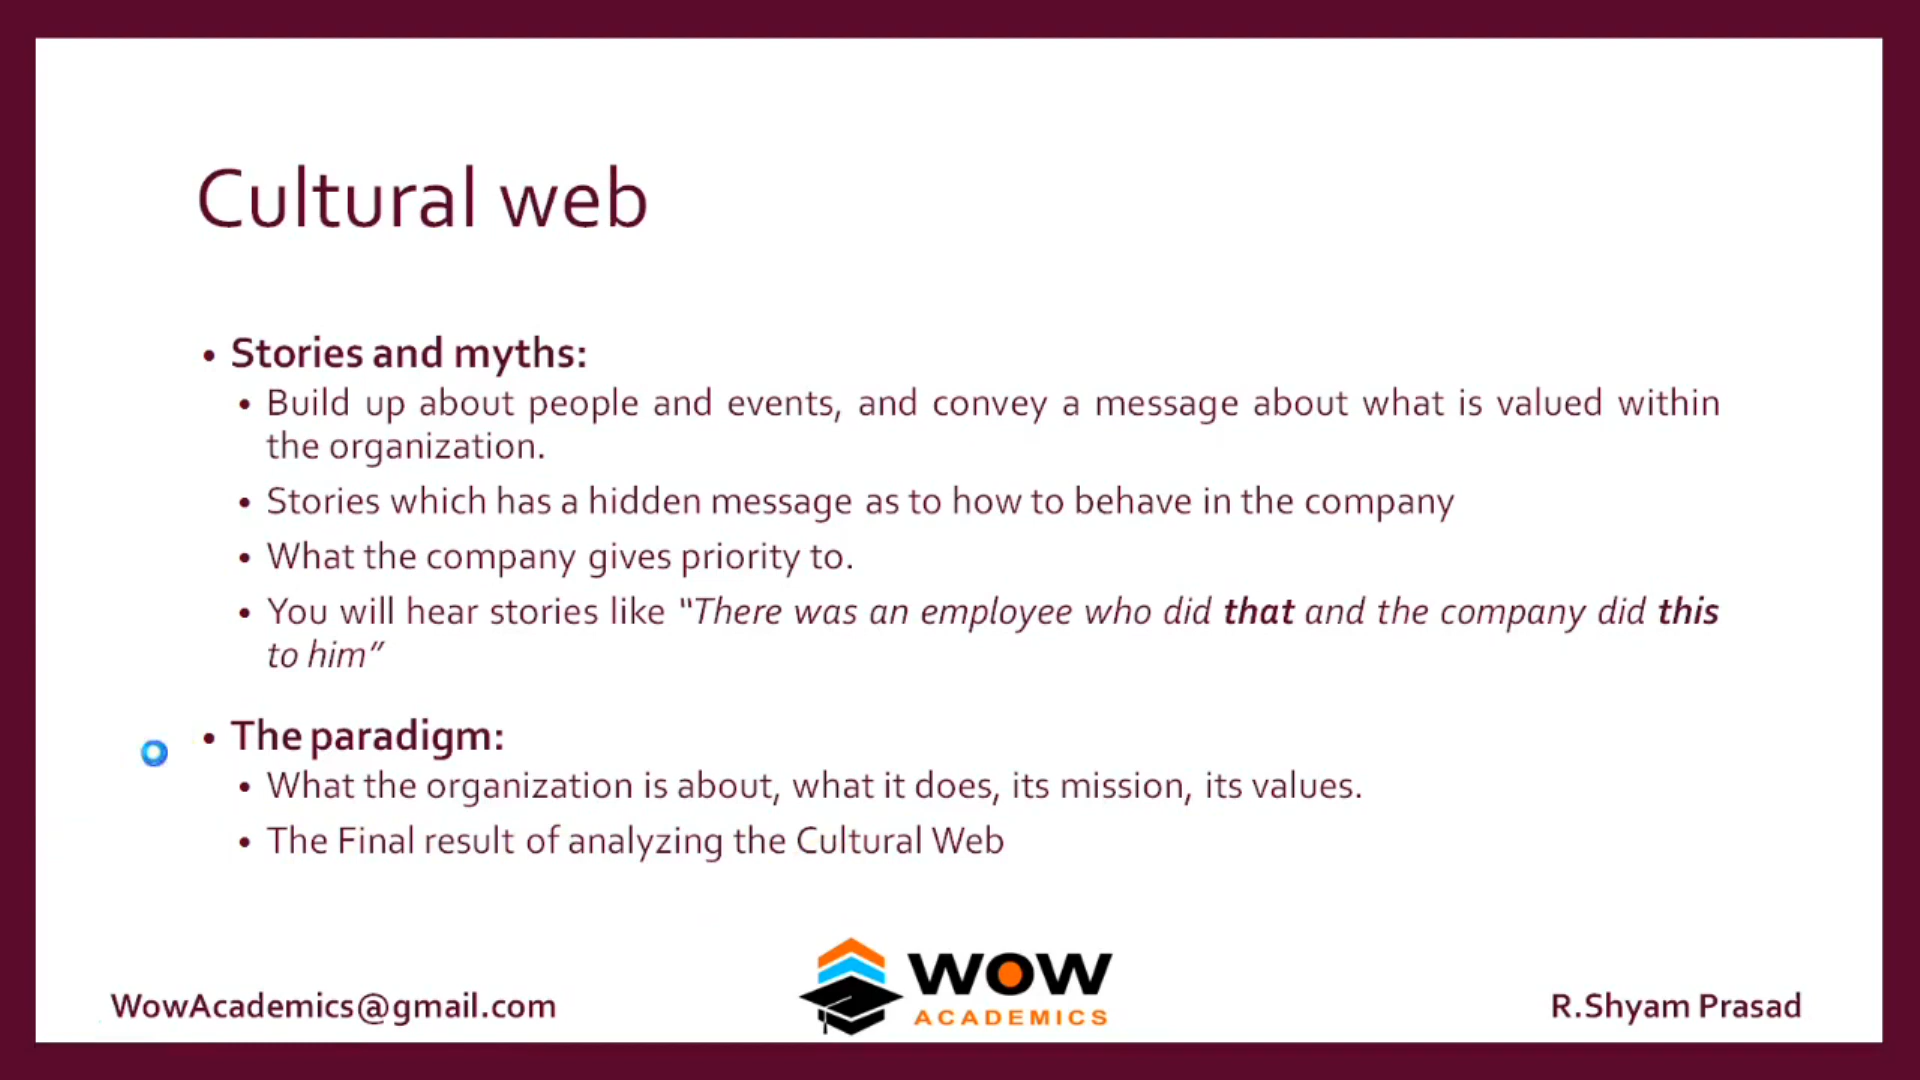 Cultural web
• Stories and myths:
• Build up about people and events, and convey a message about what is valued within
the organization.
• Stories which has a hidden message as to how to behave in the company
• What the company gives priority to.
• You will hear stories like “There was an employee who did that and the company did this
to him”
• The paradigm:
• What the organization is about, what it does, its mission, its values.
• The Final result of analyzing the Cultural Web
WowAcademics@gmail.com
WOW
ACADEMICS
R.Shyam Prasad